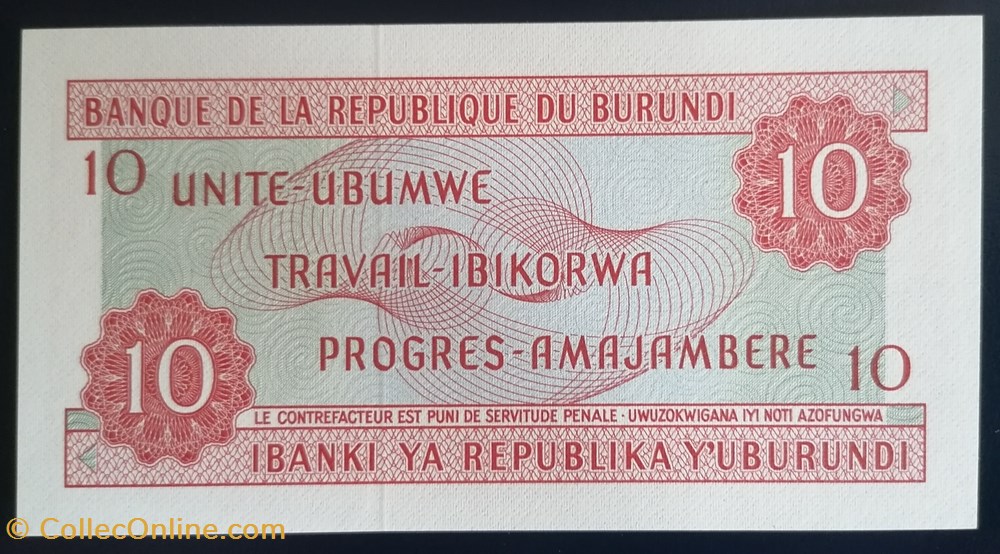 BANQUE DE LA REPUBLIQUE DU BURUNDI
10
10
UNITE-UBUMWE
TRAVAIL-IBIKORWA
PROGRES-AMAJAMBERE
10
10
LE CONTREFACTEUR EST PUNI DE SERVITUDE PENALE · UWUZOKWIGANA IYI NOTI AZOFUNGWA
IBANKI YA REPUBLIKA Y'UBURUNDI
© CollecOnline.com